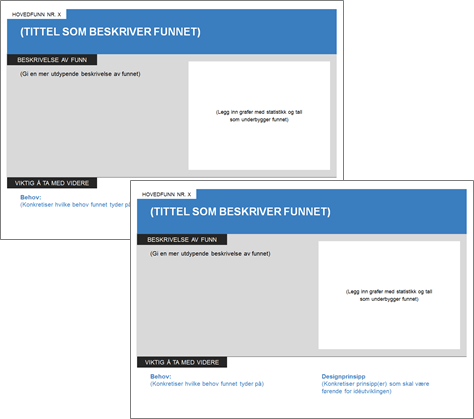 HOVEDFUNN NR. X
(TITTEL SOM BESKRIVER FUNNET)
BESKRIVELSE AV FUNN
(Gi en mer utdypende beskrivelse av funnet)
(Legg inn grafer med statistikk og tall
som underbygger funnet)
VIKTIG Å TA MED VIDERE
Behov:
(Konkretiser hvilke behov funnet tyder på
HOVEDFUNN NR. X
(TITTEL SOM BESKRIVER FUNNET)
BESKRIVELSE AV FUNN
(Gi en mer utdypende beskrivelse av funnet)
(Legg inn grafer med statistikk og tall
som underbygger funnet)
VIKTIG Å TA MED VIDERE
Behov:
(Konkretiser hvilke behov funnet tyder på)
Designprinsipp
(Konkretiser prinsipp(er) som skal være
førende for idéutviklingen)